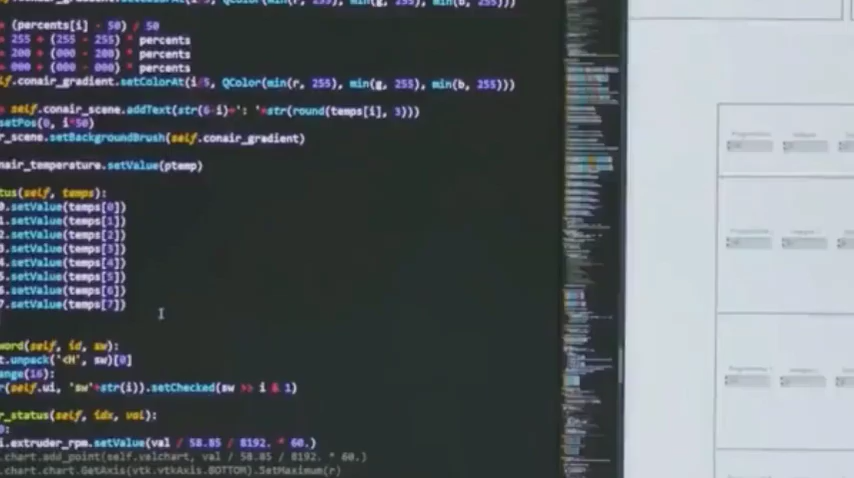 (percents[i] - 50) / 50
255 + (255 - 255) * percents
200 + (000 - 200) * percents
000 + (000 - 000) * percents
lf.conair_gradient.setColorAt(i/5, QColor(min(r, 255), min(g, 255), min(b, 255)))
self.conair_scene.addText(str(6-i)+': '+str(round(temps[i], 3)))
setPos(0, i*50)
r_scene.setBackgroundBrush(self.conair_gradient)
nair_temperature.setValue(ptemp)
tus(self, temps):
0.setValue(temps[0])
1.setValue(temps[1])
2.setValue(temps[2])
3.setValue(temps[3])
4.setValue(temps[4])
5.setValue(temps[5])
6.setValue(temps[6])
7.setValue(temps[7])
word(self, id, sw):
t.unpack('<H', sw)[0]
ange(16):
r(self.ui, 'sw'+str(i)).setChecked(sw >> i & 1)
r_status(self, idx, val):
0:
i.extruder_rpm.setValue(val / 58.85 / 8192. * 60.)
.chart.add_point(self.valchart, val / 58.85 / 8192. * 60.)
.chart.chart.GetAxis(vtk.vtkAxis.BOTTOM).SetMaximum(r)